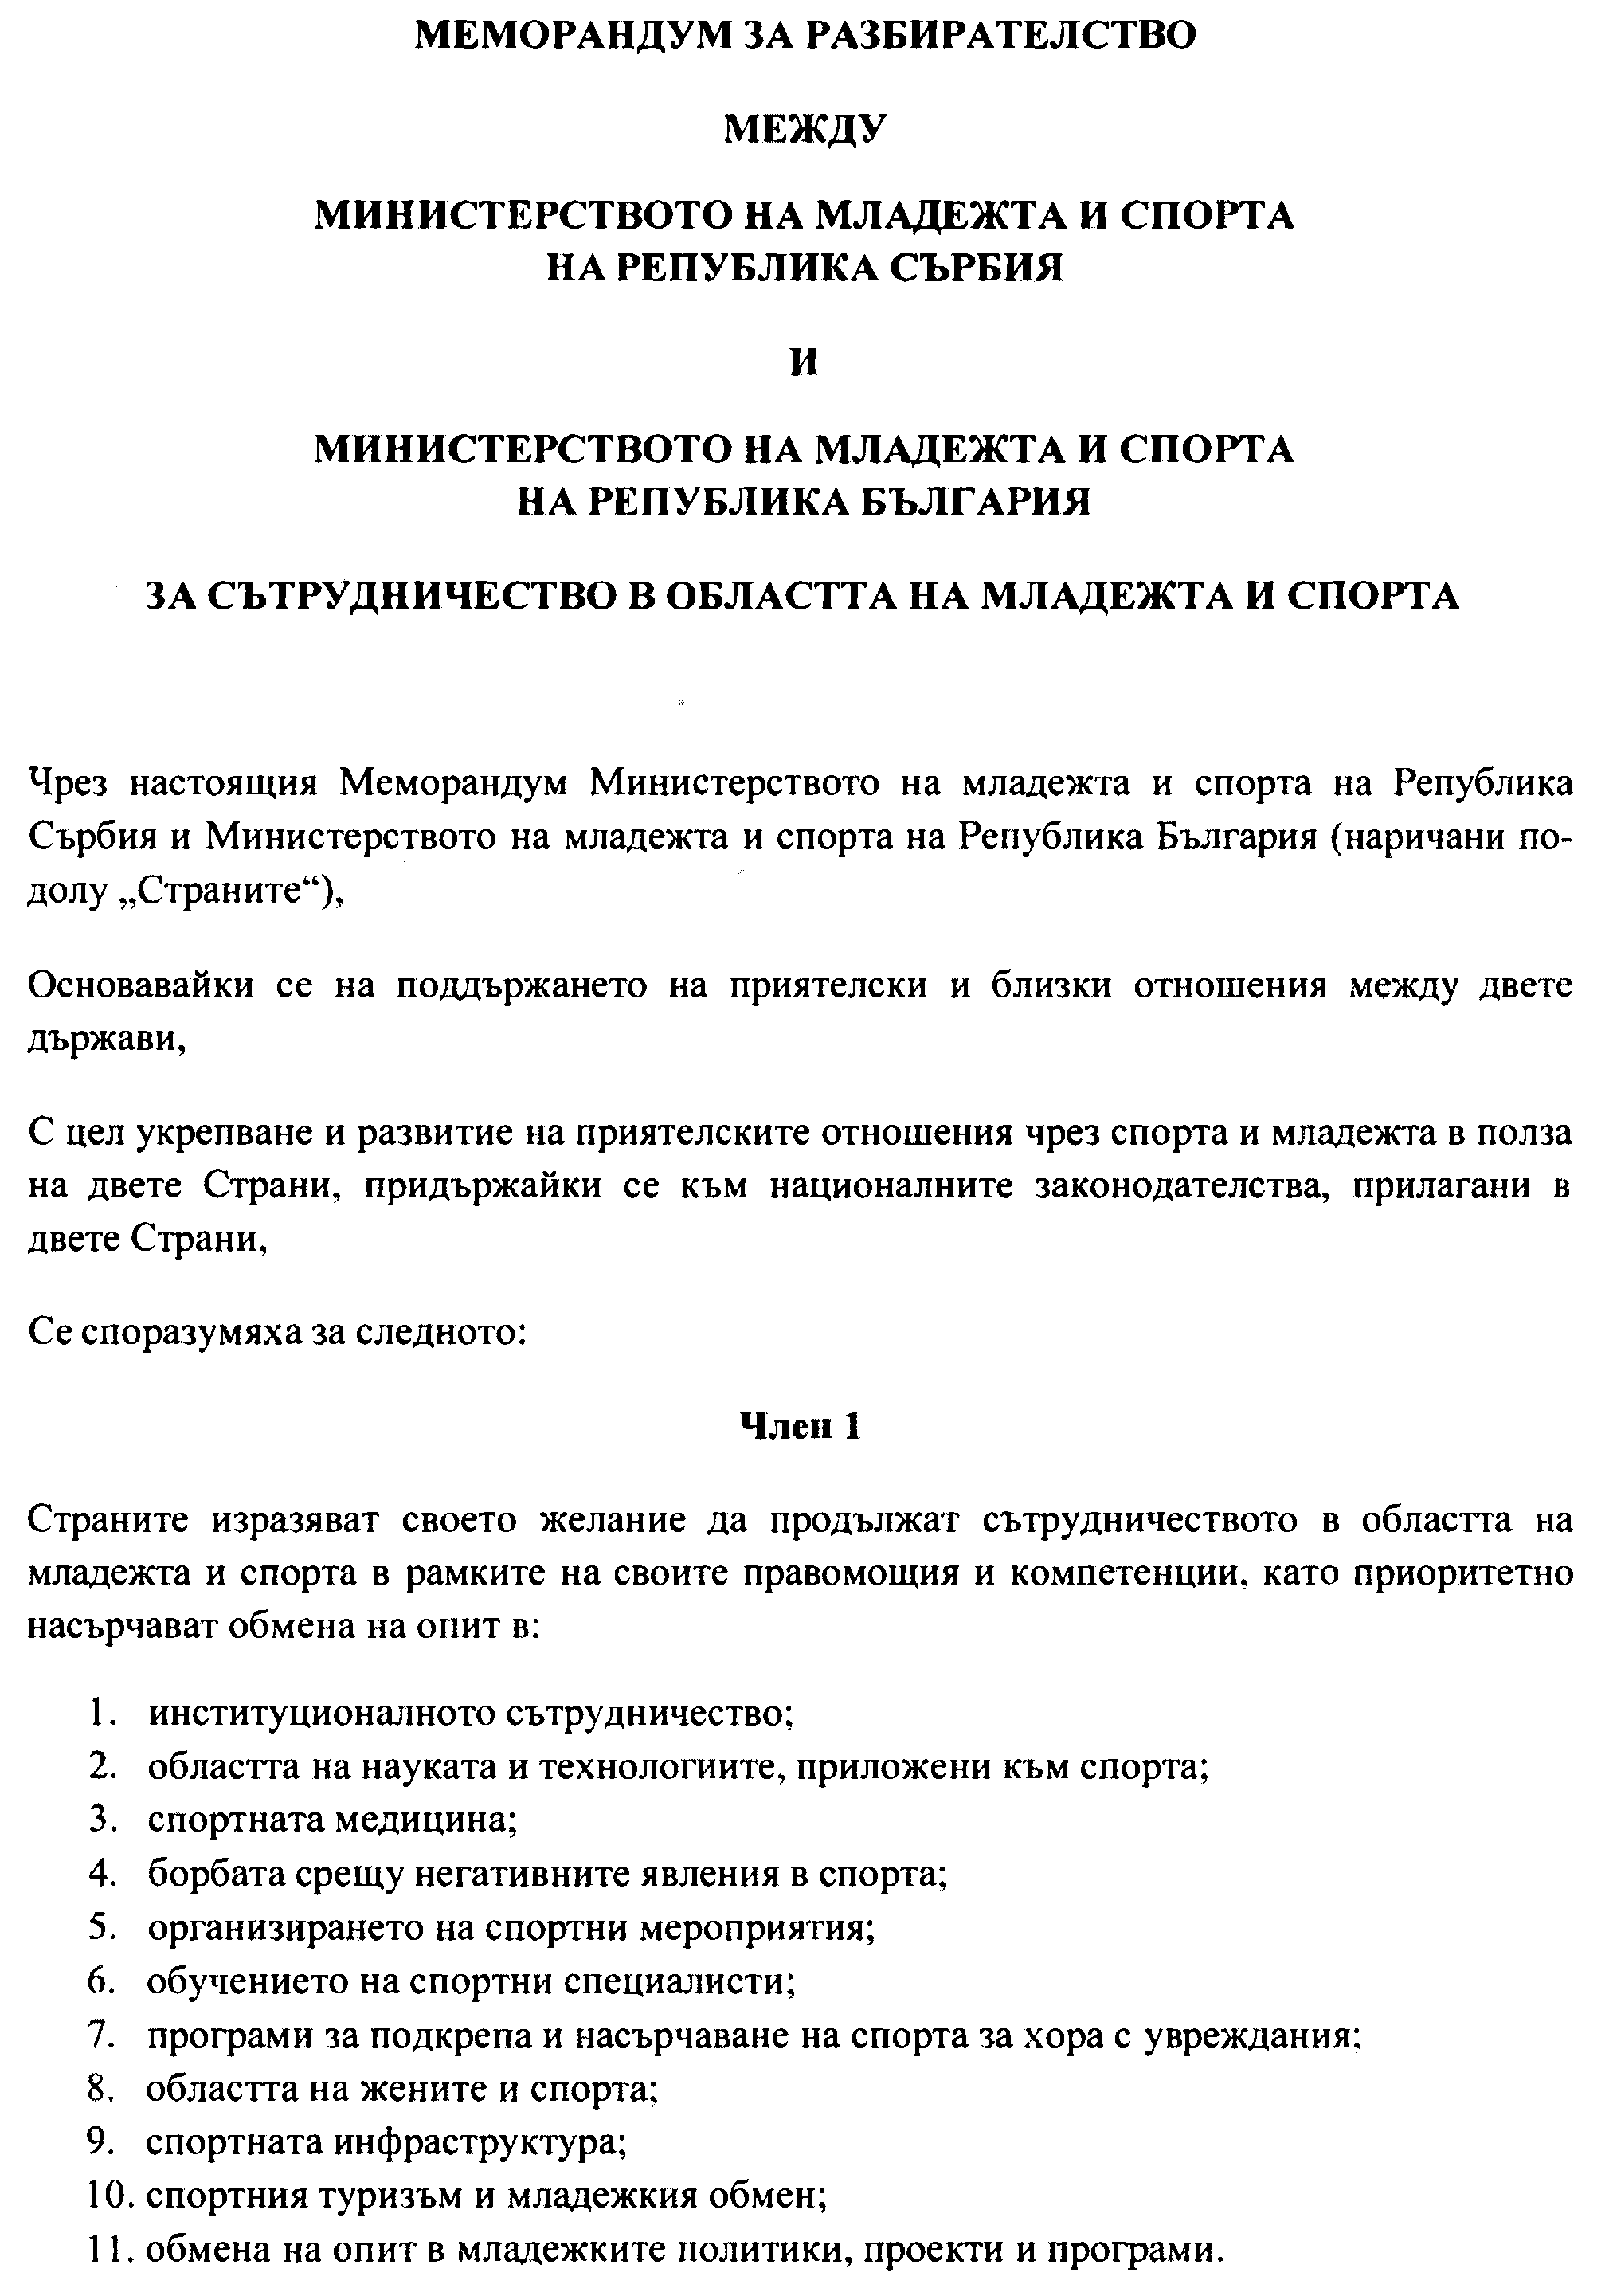 МЕМОРАНДУМ ЗА РАЗБИРАТЕЛСТВО
МЕЖДУ
МИНИСТЕРСТВОТО НА МЛАДЕЖТА И СПОРТА
НА РЕПУБЛИКА СЪРБИЯ
И
МИНИСТЕРСТВОТО НА МЛАДЕЖТА И СПОРТА
НА РЕПУБЛИКА БЪЛГАРИЯ
ЗА СЪТРУДНИЧЕСТВО В ОБЛАСТТА НА МЛАДЕЖТА И СПОРТА
Чрез настоящия Меморандум Министерството на младежта и спорта на Република
Сърбия и Министерството на младежта и спорта на Република България (наричани по-
долу „Страните“),
Основавайки се на поддържането на приятелски и близки отношения между двете
държави,
С цел укрепване и развитие на приятелските отношения чрез спорта и младежта в полза
на двете Страни, придържайки се към националните законодателства, прилагани в
двете Страни,
Се споразумяха за следното:
Член 1
Страните изразяват своето желание да продължат сътрудничеството в областта на
младежта и спорта в рамките на своите правомощия и компетенции, като приоритетно
насърчават обмена на опит в:
1. институционалното сътрудничество;
2. областта на науката и технологиите, приложени към спорта;
3. спортната медицина;
4. борбата срещу негативните явления в спорта;
5. организирането на спортни мероприятия;
6. обучението на спортни специалисти;
7. програми за подкрепа и насърчаване на спорта за хора с увреждания;
8. областта на жените и спорта;
9. спортната инфраструктура;
10. спортния туризъм и младежкия обмен;
11. обмена на опит в младежките политики, проекти и програми.